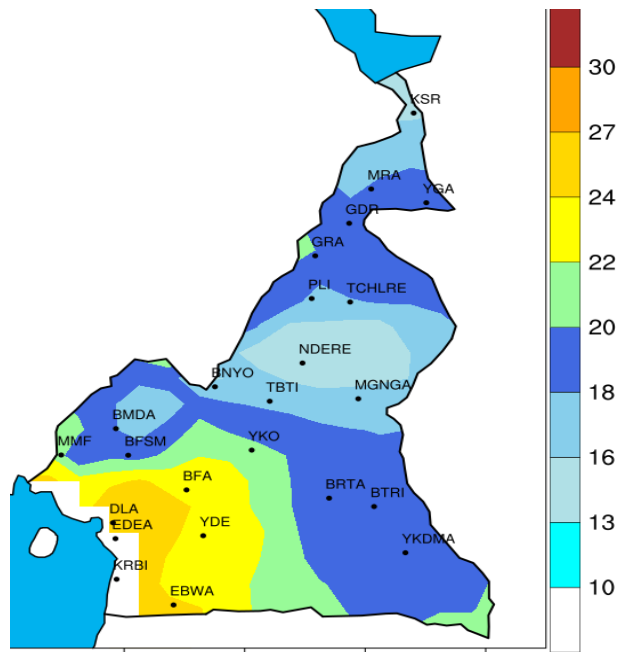 KSR
30
27
MRA
YGA
24
GDR
GRA
22
PLI
TCHLRE
20
NDERE
BNYO
TBTI
MGNGA
18
BMDA
MMF
BFSM
YKO
16
BFA
BRTA
BTRI
DLA
EDEA
YDE
13
YKDMA
KRBI
EBWA
10